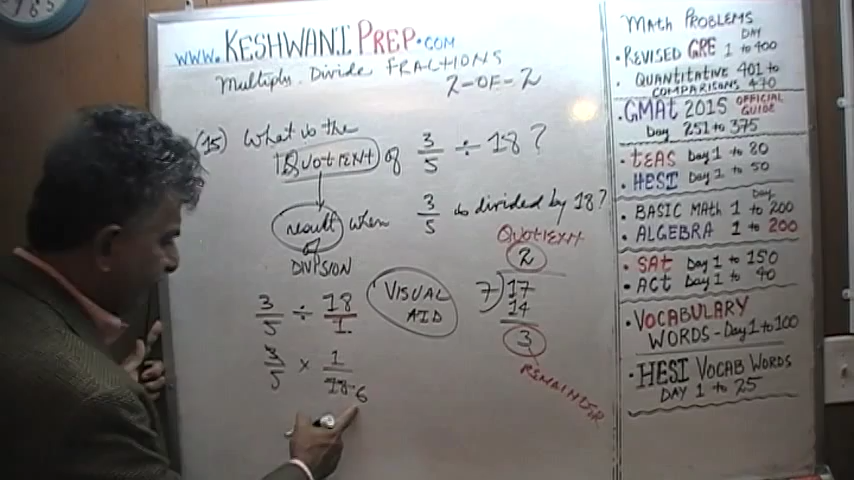 WWW.KESHWANI PREP.COM
Multiply. Divide FRACTIONS
2-OF-2
(15) What is the
QUOTIENT of 3/5 ÷ 18?
result when 3/5 is divided by 18?
of
DIVISION
3/5 ÷ 18/1
3/5 × 1/18 6
VISUAL
AID
QUOTIENT
2
7)17
14
3
REMAINDER
Math PROBLEMS
DAY
• REVISED GRE 1 to 400
• QUANTITATIVE 401 to
COMPARISONS 470
• GMAT 2015 OFFICIAL
GUIDE
Day 251 to 375
• TEAS Day 1 to 80
• HESI Day 1 to 50
Day
• BASIC MATH 1 to 200
• ALGEBRA 1 to 200
• SAT Day 1 to 150
• ACT Day 1 to 40
• VOCABULARY
WORDS - Day 1 to 100
• HESI VOCAB WORDS
DAY 1 to 25